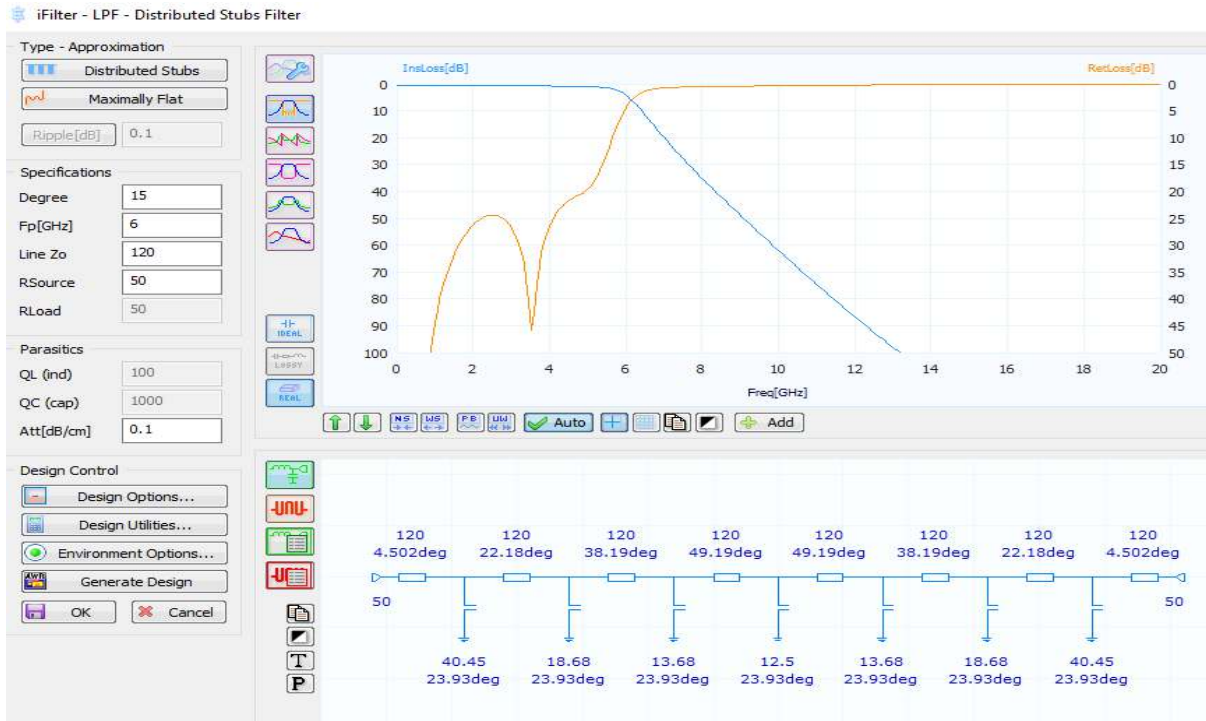 iFilter - LPF - Distributed Stubs Filter
Type - Approximation
Distributed Stubs
Maximally Flat
Ripple[dB] 0.1
Specifications
Degree 15
Fp[GHz] 6
Line Zo 120
RSource 50
RLoad 50
Parasitics
QL (ind) 100
QC (cap) 1000
Att[dB/cm] 0.1
Design Control
Design Options...
Design Utilities...
Environment Options...
AWR Generate Design
OK Cancel
IDEAL
LOSSY
REAL
InsLoss[dB] RetLoss[dB]
0 0
10 5
20 10
30 15
40 20
50 25
60 30
70 35
80 40
90 45
100 50
0 2 4 6 8 10 12 14 16 18 20
Freq[GHz]
NS WS PB UW Auto Add
T
P
120 120 120 120 120 120 120 120
4.502deg 22.18deg 38.19deg 49.19deg 49.19deg 38.19deg 22.18deg 4.502deg
50 50
40.45 18.68 13.68 12.5 13.68 18.68 40.45
23.93deg 23.93deg 23.93deg 23.93deg 23.93deg 23.93deg 23.93deg